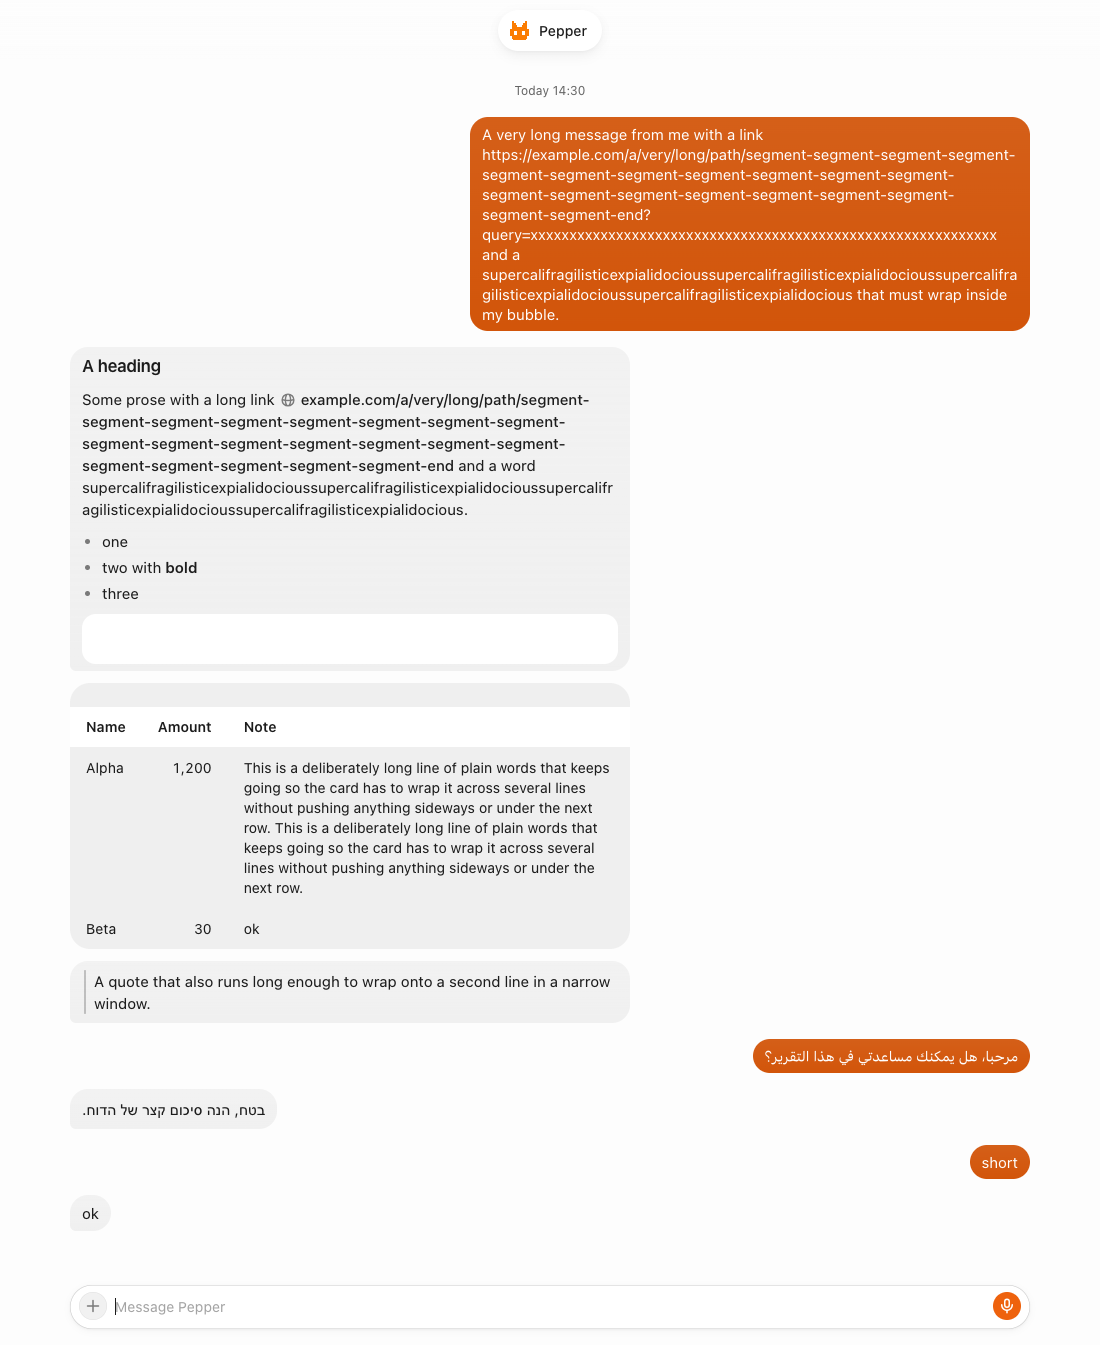 Pepper
Today 14:30
A very long message from me with a link
https://example.com/a/very/long/path/segment-segment-segment-segment-
segment-segment-segment-segment-segment-segment-segment-
segment-segment-segment-segment-segment-segment-segment-
segment-segment-end?
query=xxxxxxxxxxxxxxxxxxxxxxxxxxxxxxxxxxxxxxxxxxxxxxxxxxxxxxxxxxxx
and a
supercalifragilisticexpialidocioussupercalifragilisticexpialidocioussupercalifra
gilisticexpialidocioussupercalifragilisticexpialidocious that must wrap inside
my bubble.
A heading
Some prose with a long link example.com/a/very/long/path/segment-
segment-segment-segment-segment-segment-segment-segment-
segment-segment-segment-segment-segment-segment-segment-
segment-segment-segment-segment-segment-end and a word
supercalifragilisticexpialidocioussupercalifragilisticexpialidocioussupercalifr
agilisticexpialidocioussupercalifragilisticexpialidocious.
• one
• two with bold
• three
Name Amount Note
Alpha 1,200 This is a deliberately long line of plain words that keeps
going so the card has to wrap it across several lines
without pushing anything sideways or under the next
row. This is a deliberately long line of plain words that
keeps going so the card has to wrap it across several
lines without pushing anything sideways or under the
next row.
Beta 30 ok
A quote that also runs long enough to wrap onto a second line in a narrow
window.
مرحبا، هل يمكنك مساعدتي في هذا التقرير؟
בטח, הנה סיכום קצר של הדוח.
short
ok
Message Pepper